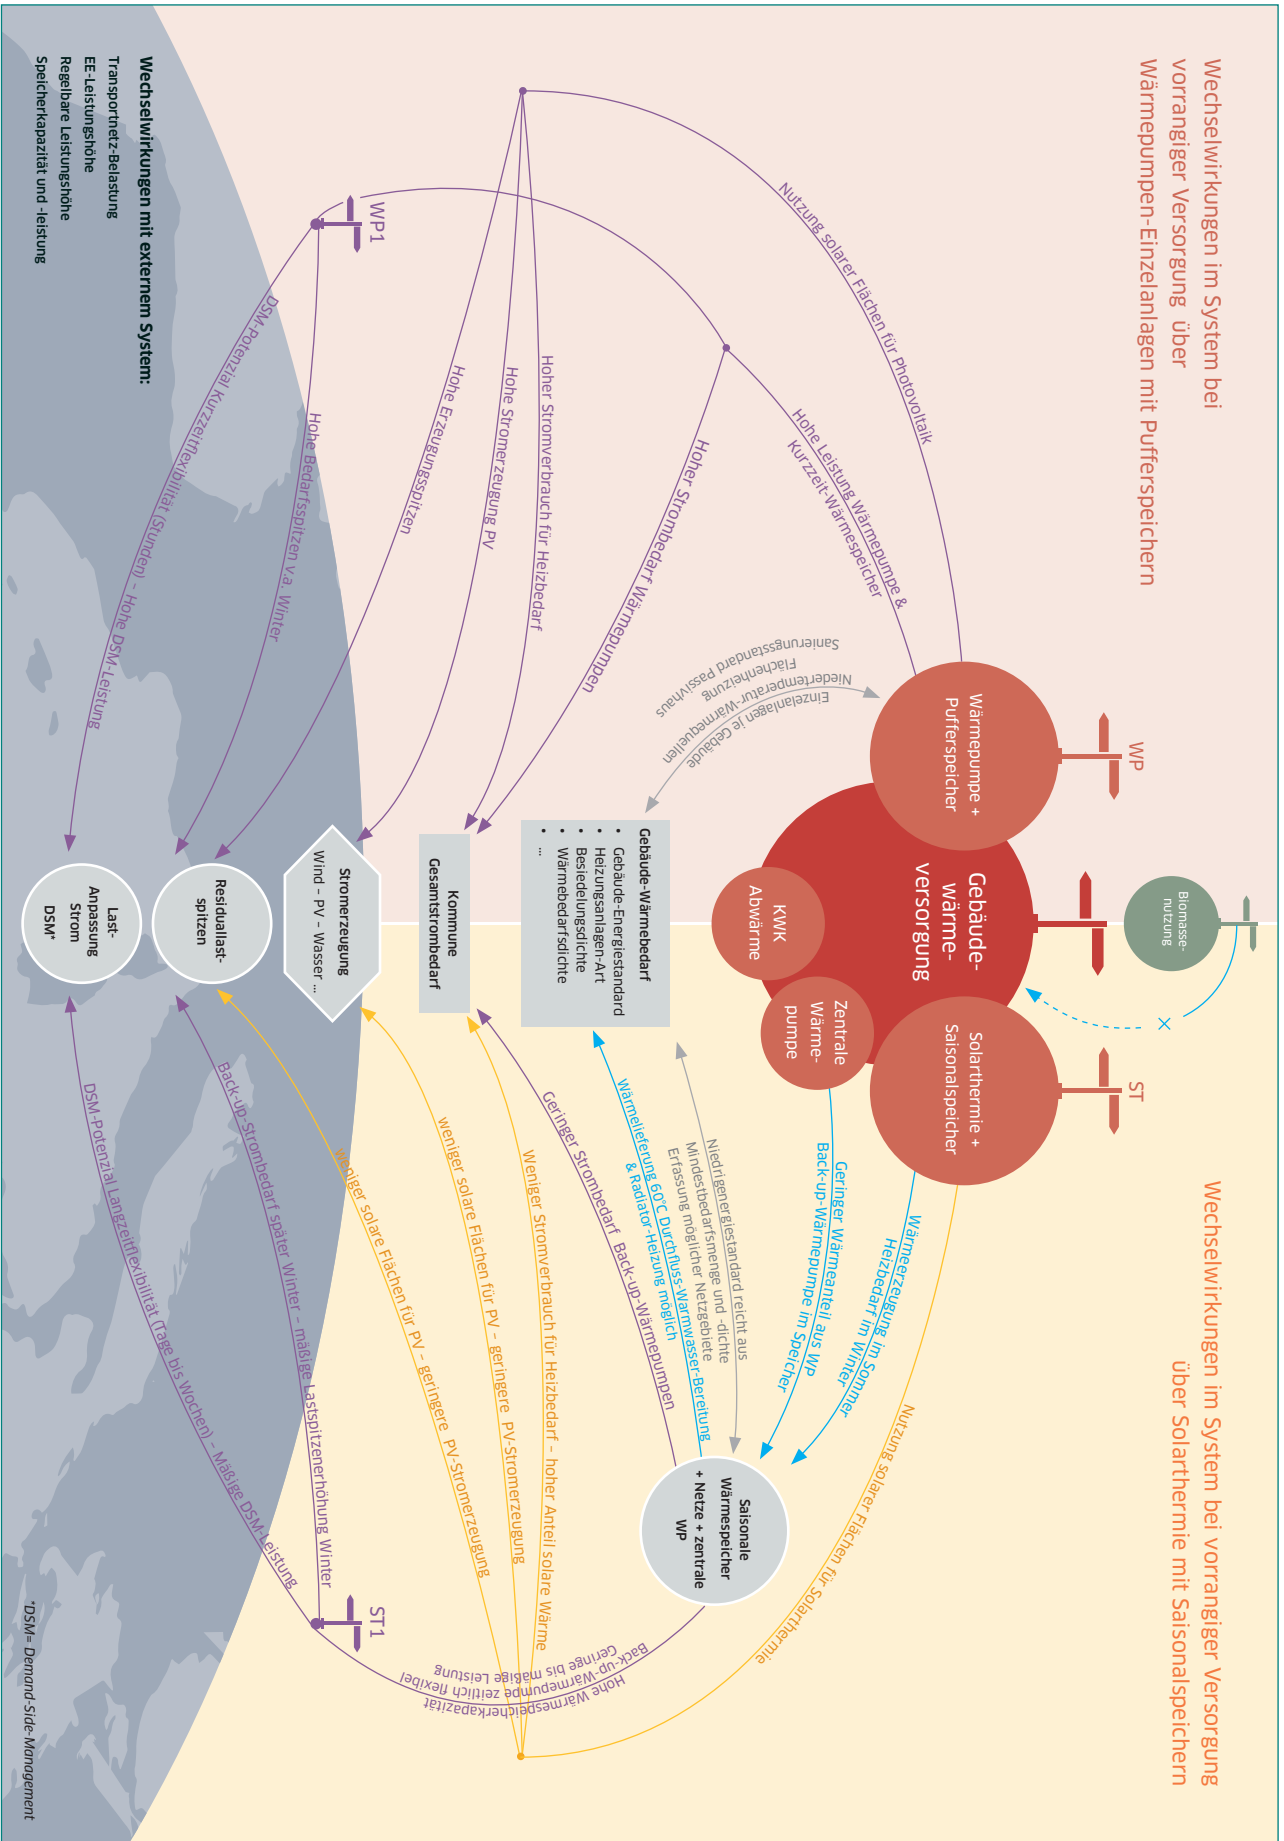 Wechselwirkungen im System bei
vorrangiger Versorgung über
Wärmepumpen-Einzelanlagen mit Pufferspeichern
Wechselwirkungen im System bei vorrangiger Versorgung
über Solarthermie mit Saisonalspeichern
WP
ST
Biomasse-
nutzung
Wärmepumpe +
Pufferspeicher
Gebäude-
Wärme-
versorgung
Solarthermie +
Saisonalspeicher
KWK
Abwärme
Zentrale
Wärme-
pumpe
Nutzung solarer Flächen für Photovoltaik
Hohe Leistung Wärmepumpe &
Kurzzeit-Wärmespeicher
Einzelanlagen je Gebäude
Niedertemperatur-Wärmequellen
Flächenheizung
Sanierungsstandard Passivhaus
Wärmeerzeugung im Sommer
Heizbedarf im Winter
Geringer Wärmeanteil aus WP
Back-up-Wärmepumpe im Speicher
Nutzung solarer Flächen für Solarthermie
Niedrigenergiestandard reicht aus
Mindestbedarfsmenge und -dichte
Erfassung möglicher Netzgebiete
Wärmelieferung 60°C Durchfluss-Warmwasser-Bereitung
& Radiator-Heizung möglich
Saisonale
Wärmespeicher
+ Netze + zentrale
WP
Gebäude-Wärmebedarf
• Gebäude-Energiestandard
• Heizungsanlagen-Art
• Besiedelungsdichte
• Wärmebedarfsdichte
• ...
Hoher Strombedarf Wärmepumpen
Geringer Strombedarf Back-up-Wärmepumpen
Hoher Stromverbrauch für Heizbedarf
Weniger Stromverbrauch für Heizbedarf – hoher Anteil solare Wärme
Hohe Stromerzeugung PV
weniger solare Flächen für PV – geringere PV-Stromerzeugung
Hohe Erzeugungsspitzen
weniger solare Flächen für PV – geringere PV-Stromerzeugung
Kommune
Gesamtstrombedarf
Stromerzeugung
Wind – PV – Wasser ...
Hohe Wärmespeicherkapazität
Back-up-Wärmepumpe zeitlich flexibel
Geringe bis mäßige Leistung
WP1
ST1
Hohe Bedarfsspitzen v.a. Winter
Back-up-Strombedarf später Winter – mäßige Lastspitzenerhöhung Winter
Residuallast-
spitzen
DSM-Potenzial Kurzzeitflexibilität (Stunden) – Hohe DSM-Leistung
DSM-Potenzial Langzeitflexibilität (Tage bis Wochen) – Mäßige DSM-Leistung
Last-
Anpassung
Strom
DSM*
Wechselwirkungen mit externem System:
Transportnetz-Belastung
EE-Leistungshöhe
Regelbare Leistungshöhe
Speicherkapazität und -leistung
*DSM= Demand-Side-Management